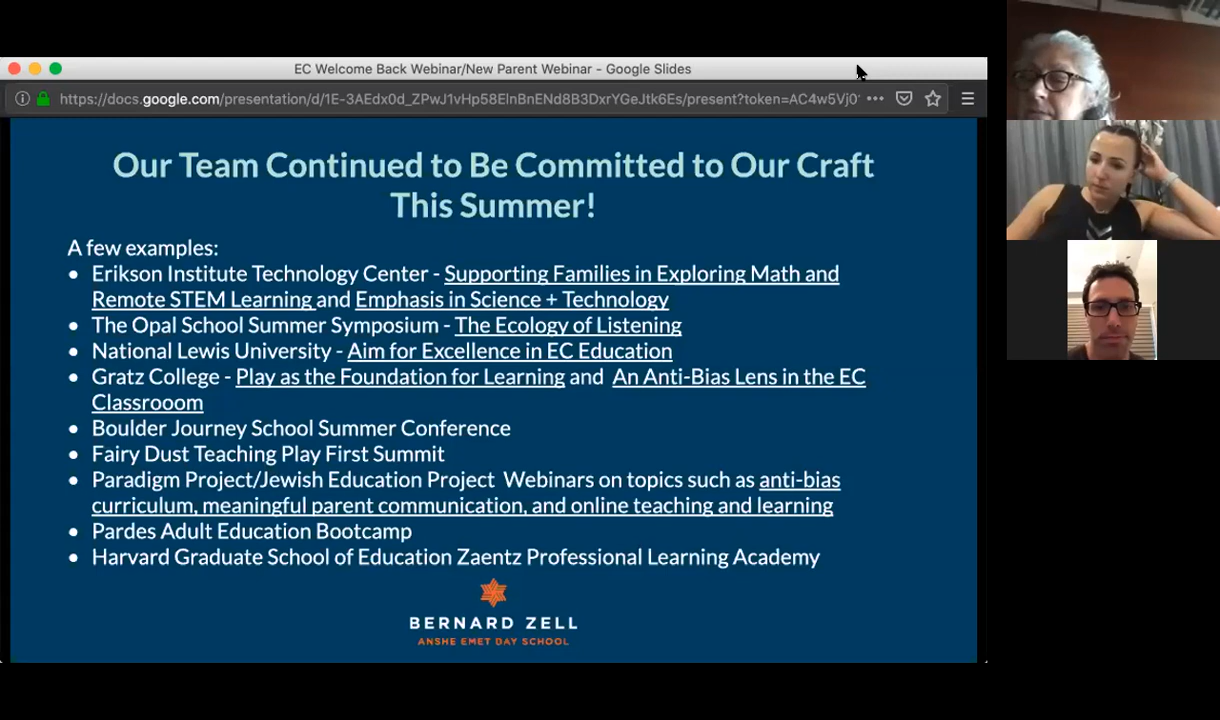 EC Welcome Back Webinar/New Parent Webinar - Google Slides
https://docs.google.com/presentation/d/1E-3AEdx0d_ZPwJ1vHp58ElnBnENd8B3DxrYGeJtk6Es/present?token=AC4w5Vj0
Our Team Continued to Be Committed to Our Craft
This Summer!
A few examples:
• Erikson Institute Technology Center - Supporting Families in Exploring Math and
Remote STEM Learning and Emphasis in Science + Technology
• The Opal School Summer Symposium - The Ecology of Listening
• National Lewis University - Aim for Excellence in EC Education
• Gratz College - Play as the Foundation for Learning and An Anti-Bias Lens in the EC
Classrooom
• Boulder Journey School Summer Conference
• Fairy Dust Teaching Play First Summit
• Paradigm Project/Jewish Education Project Webinars on topics such as anti-bias
curriculum, meaningful parent communication, and online teaching and learning
• Pardes Adult Education Bootcamp
• Harvard Graduate School of Education Zaentz Professional Learning Academy
BERNARD ZELL
ANSHE EMET DAY SCHOOL